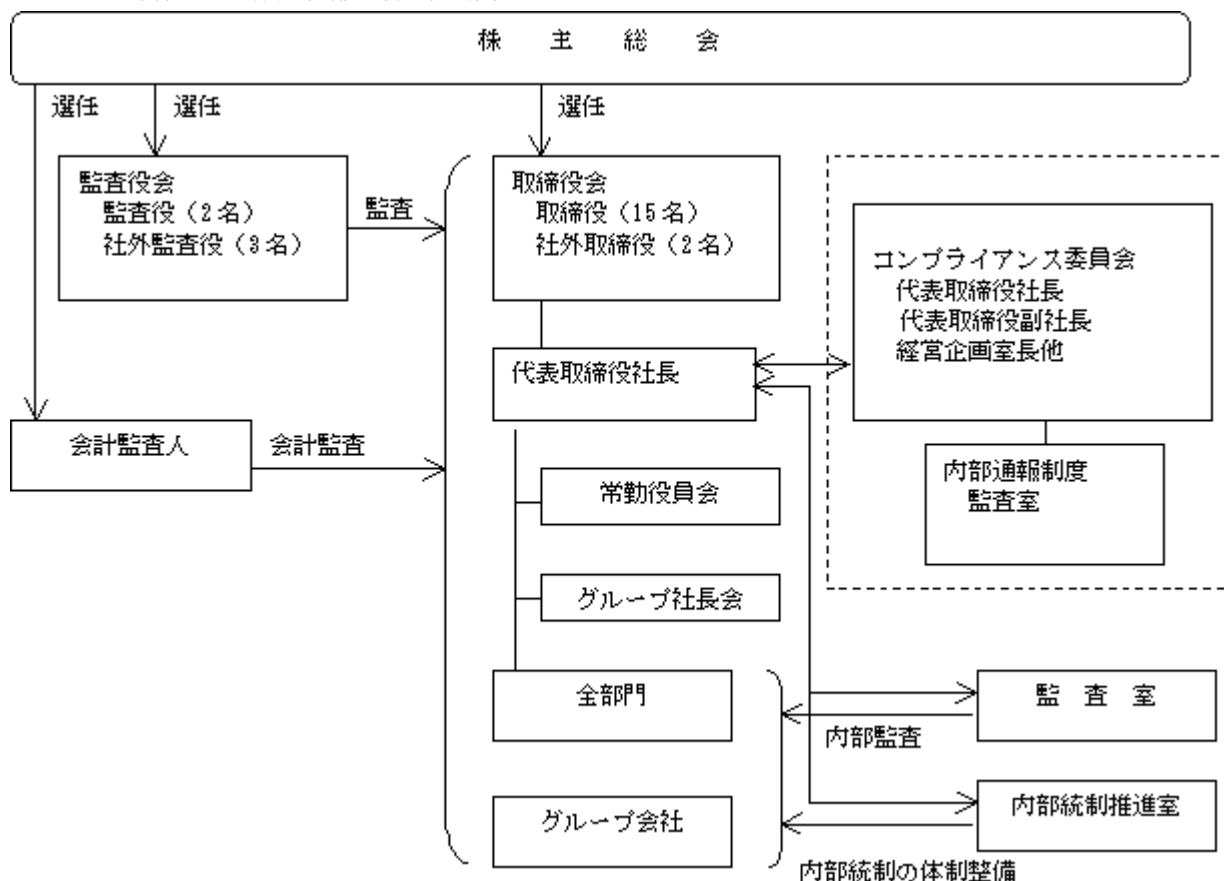 株主総会
選任
選任
選任
監査役会
監査役（2名）
社外監査役（3名）
監査
取締役会
取締役（15名）
社外取締役（2名）
コンプライアンス委員会
代表取締役社長
代表取締役副社長
経営企画室長他
代表取締役社長
会計監査人
会計監査
内部通報制度
監査室
常勤役員会
グループ社長会
全部門
監査室
内部監査
グループ会社
内部統制推進室
内部統制の体制整備